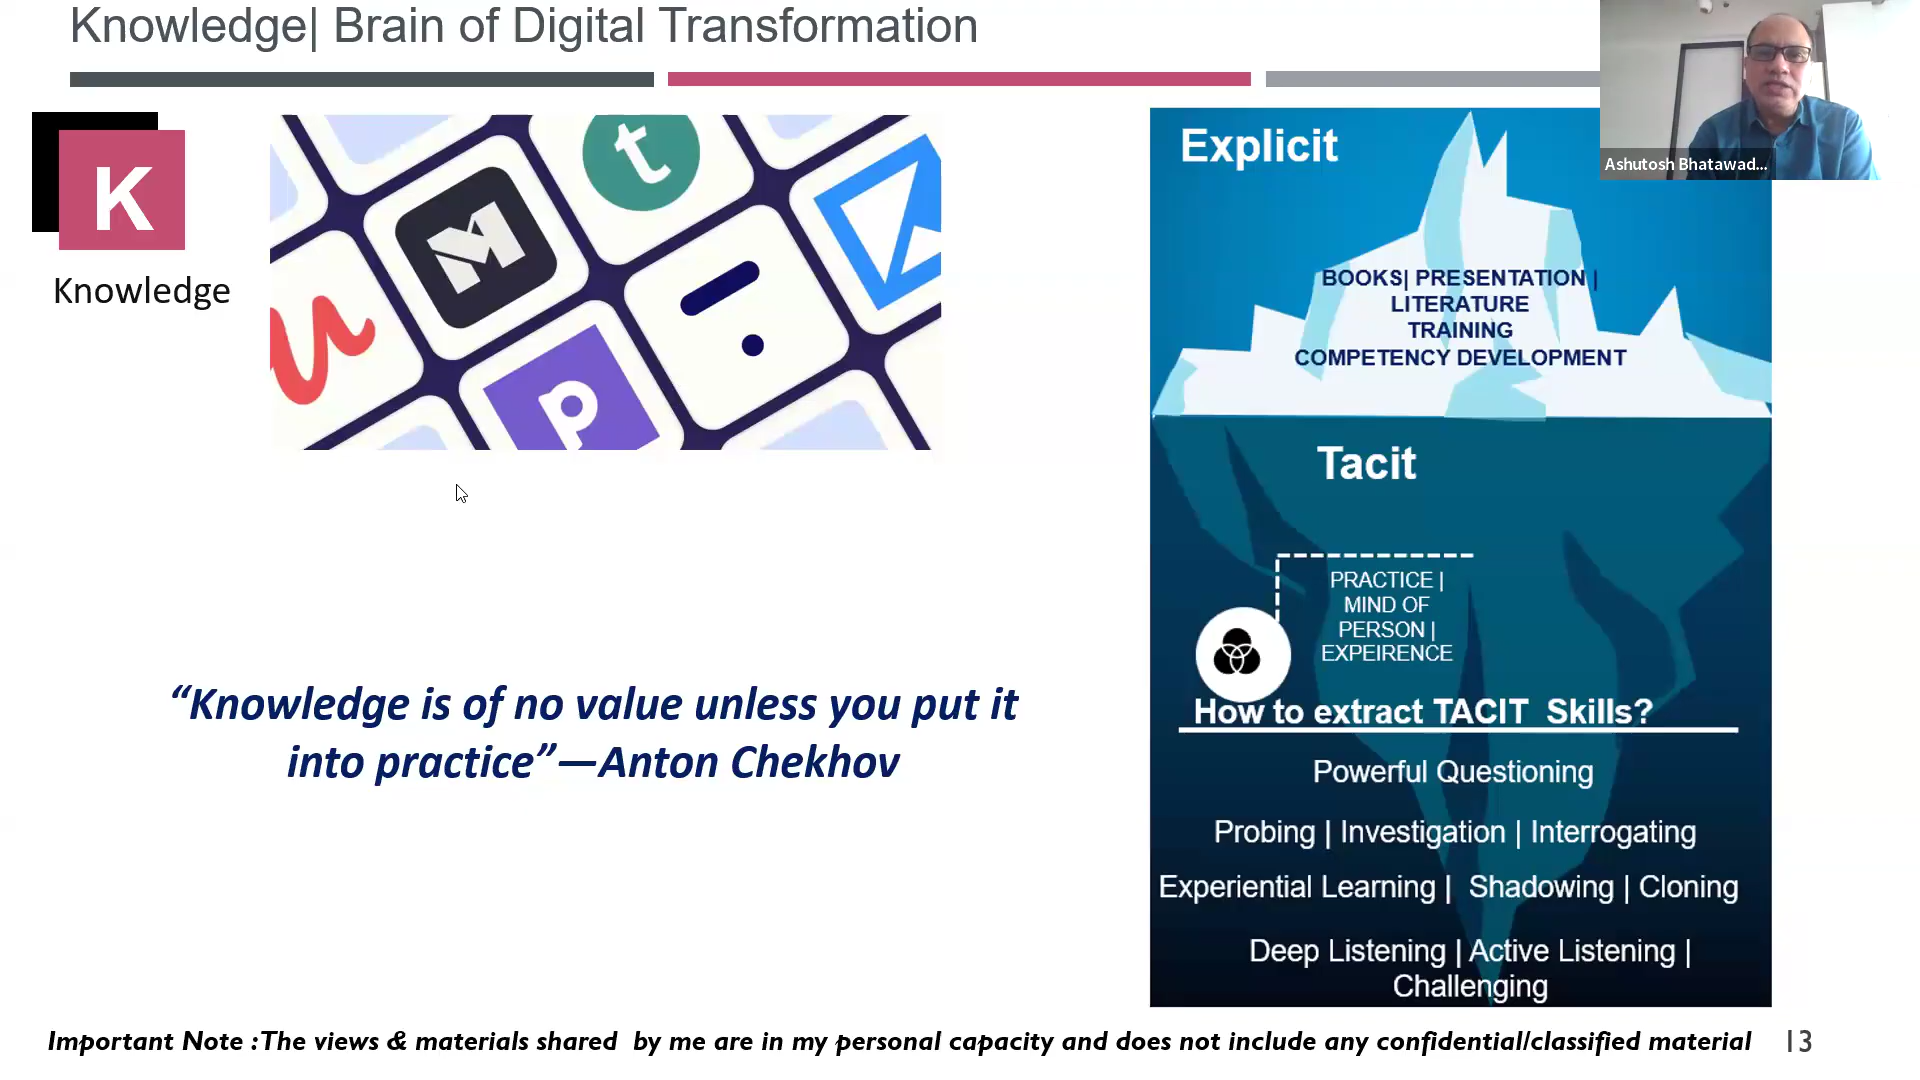 Knowledge| Brain of Digital Transformation
K
Knowledge
M
t
p
Explicit
BOOKS| PRESENTATION |
LITERATURE
TRAINING
COMPETENCY DEVELOPMENT
Ashutosh Bhatawad...
Tacit
PRACTICE |
MIND OF
PERSON |
EXPEIRENCE
How to extract TACIT Skills?
Powerful Questioning
Probing | Investigation | Interrogating
Experiential Learning | Shadowing | Cloning
Deep Listening | Active Listening |
Challenging
“Knowledge is of no value unless you put it
into practice”—Anton Chekhov
Important Note :The views & materials shared by me are in my personal capacity and does not include any confidential/classified material
13